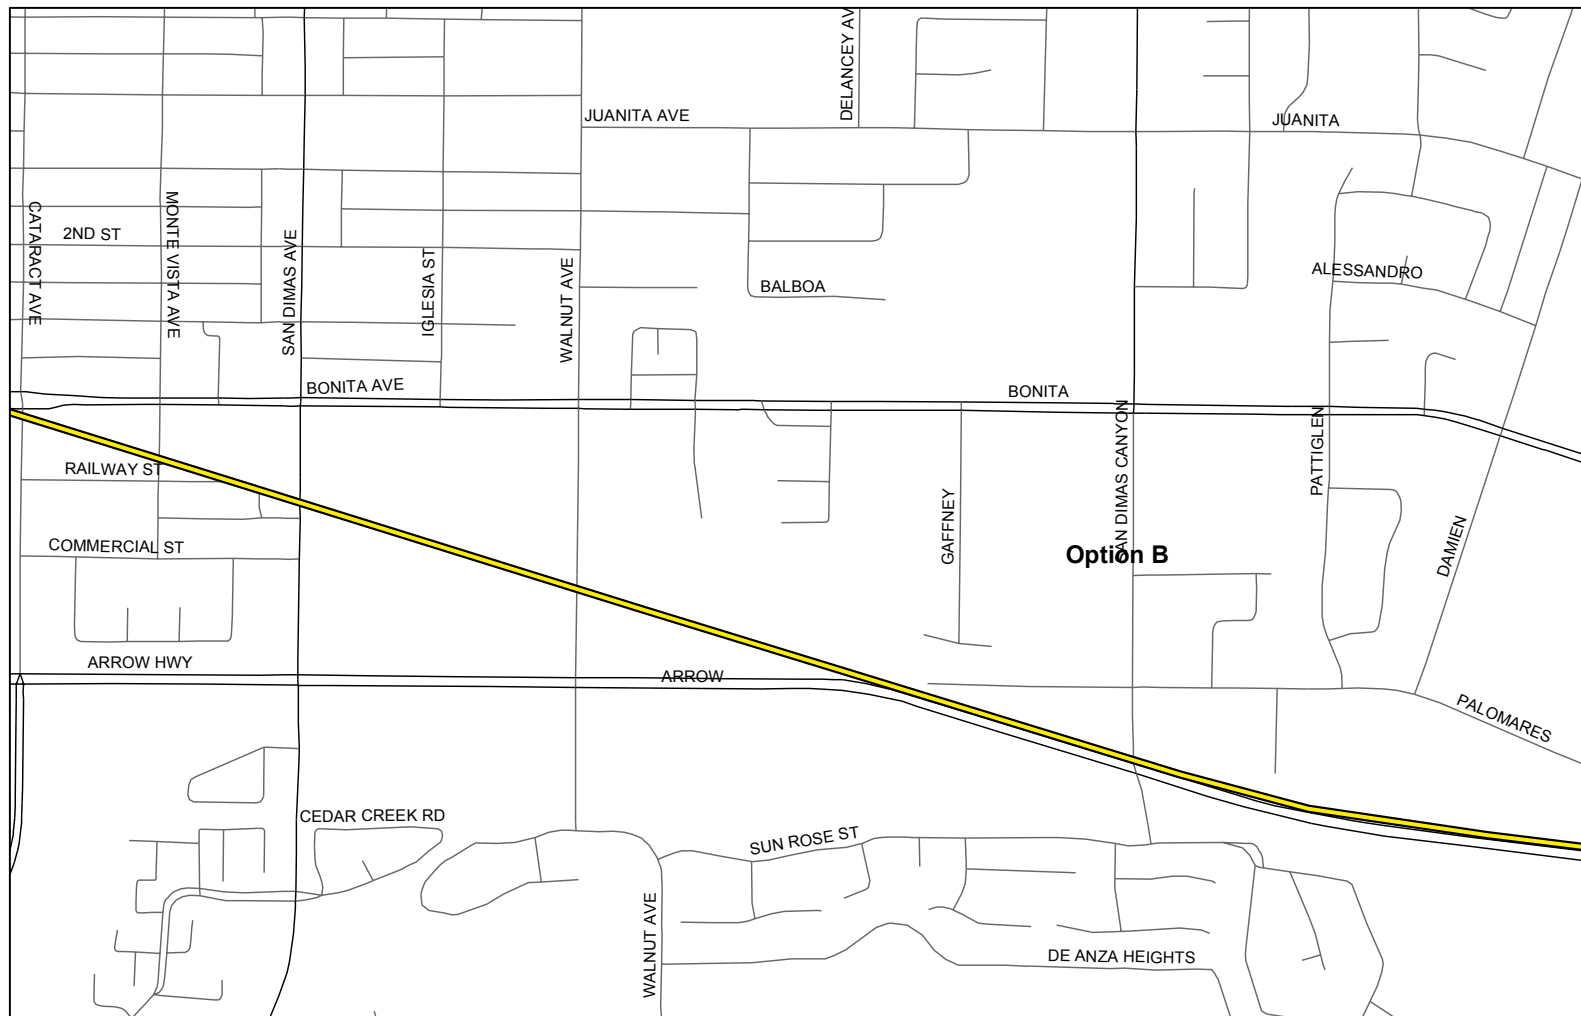 DELANCEY AV
JUANITA AVE
JUANITA
CATARACT AVE
2ND ST
MONTE VISTA AVE
SAN DIMAS AVE
IGLESIA ST
WALNUT AVE
BALBOA
ALESSANDRO
BONITA AVE
BONITA
RAILWAY ST
SAN DIMAS CANYON
PATTIGLEN
GAFFNEY
DAMIEN
COMMERCIAL ST
Option B
ARROW HWY
ARROW
PALOMARES
CEDAR CREEK RD
SUN ROSE ST
WALNUT AVE
DE ANZA HEIGHTS